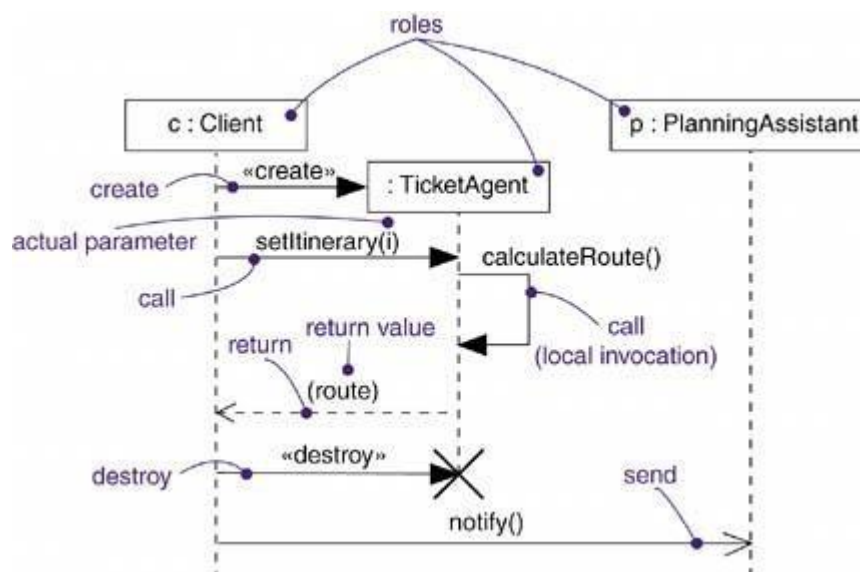 roles
c : Client
p : PlanningAssistant
«create»
create
: TicketAgent
actual parameter
setItinerary(i)
calculateRoute()
call
return value
call
(local invocation)
return
(route)
«destroy»
destroy
send
notify()